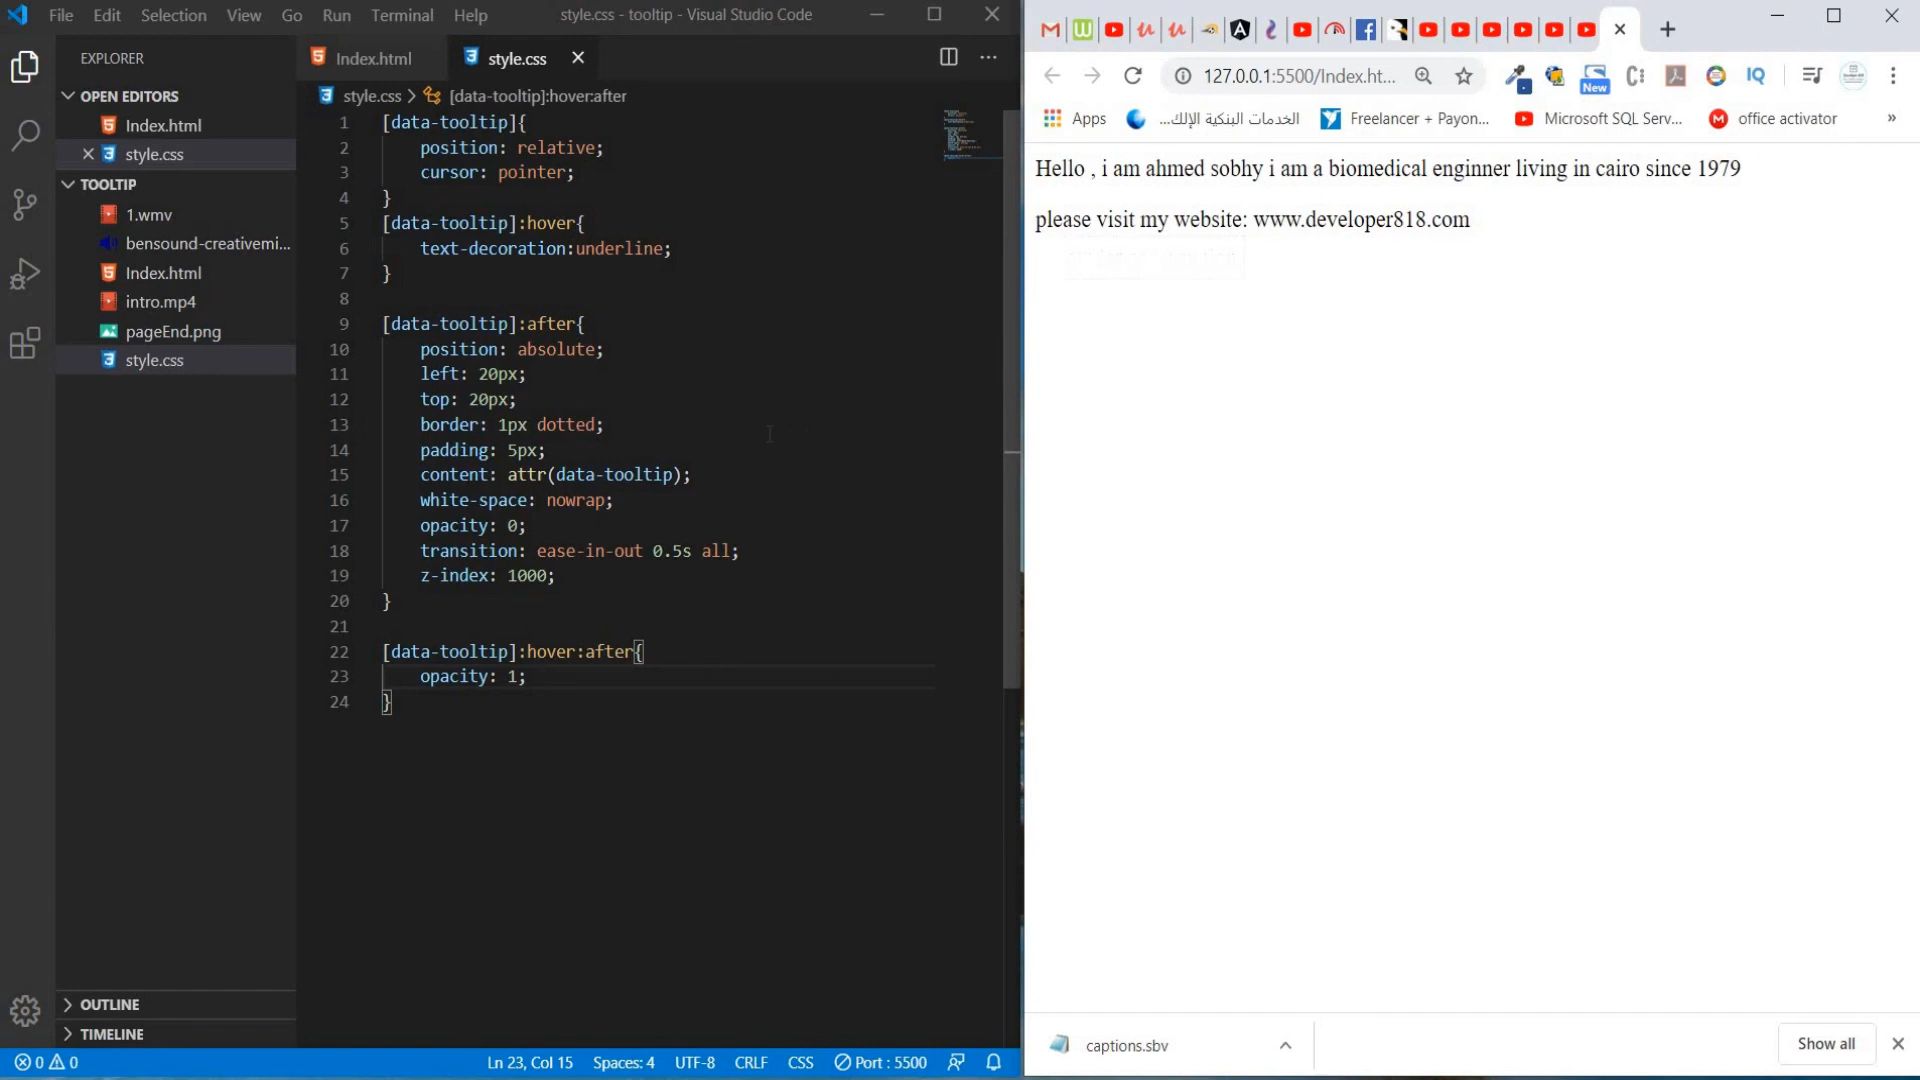 File Edit Selection View Go Run Terminal Help
style.css - tooltip - Visual Studio Code
EXPLORER
OPEN EDITORS
Index.html
style.css
TOOLTIP
1.wmv
bensound-creativemi...
Index.html
intro.mp4
pageEnd.png
style.css
OUTLINE
TIMELINE
Index.html
style.css
style.css > [data-tooltip]:hover:after
1 [data-tooltip]{
2 position: relative;
3 cursor: pointer;
4 }
5 [data-tooltip]:hover{
6 text-decoration:underline;
7 }
8
9 [data-tooltip]:after{
10 position: absolute;
11 left: 20px;
12 top: 20px;
13 border: 1px dotted;
14 padding: 5px;
15 content: attr(data-tooltip);
16 white-space: nowrap;
17 opacity: 0;
18 transition: ease-in-out 0.5s all;
19 z-index: 1000;
20 }
21
22 [data-tooltip]:hover:after{
23 opacity: 1;
24 }
0 0
Ln 23, Col 15 Spaces: 4 UTF-8 CRLF CSS Port : 5500
127.0.0.1:5500/Index.ht...
New
IQ
Apps
الخدمات البنكية الإلك...
Freelancer + Payon...
Microsoft SQL Serv...
office activator
»
Hello , i am ahmed sobhy i am a biomedical enginner living in cairo since 1979
please visit my website: www.developer818.com
captions.sbv
Show all